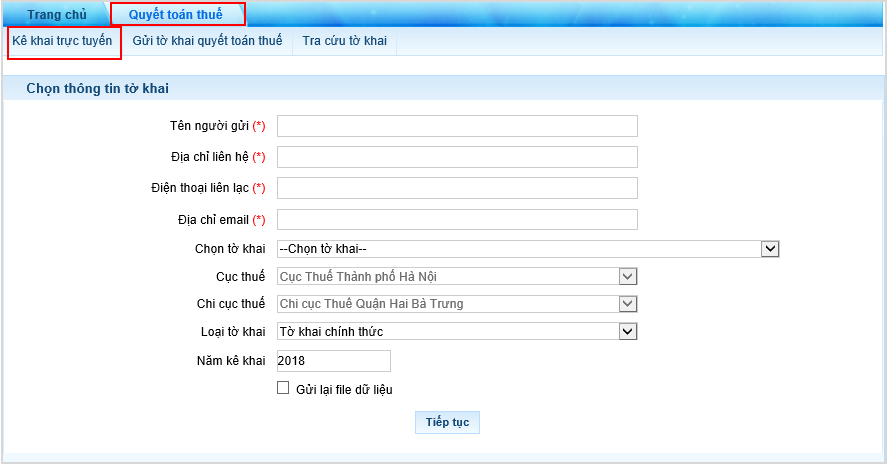 Trang chủ Quyết toán thuế
Kê khai trực tuyến Gửi tờ khai quyết toán thuế Tra cứu tờ khai
Chọn thông tin tờ khai
Tên người gửi (*)
Địa chỉ liên hệ (*)
Điện thoại liên lạc (*)
Địa chỉ email (*)
Chọn tờ khai --Chọn tờ khai--
Cục thuế Cục Thuế Thành phố Hà Nội
Chi cục thuế Chi cục Thuế Quận Hai Bà Trưng
Loại tờ khai Tờ khai chính thức
Năm kê khai 2018
Gửi lại file dữ liệu
Tiếp tục